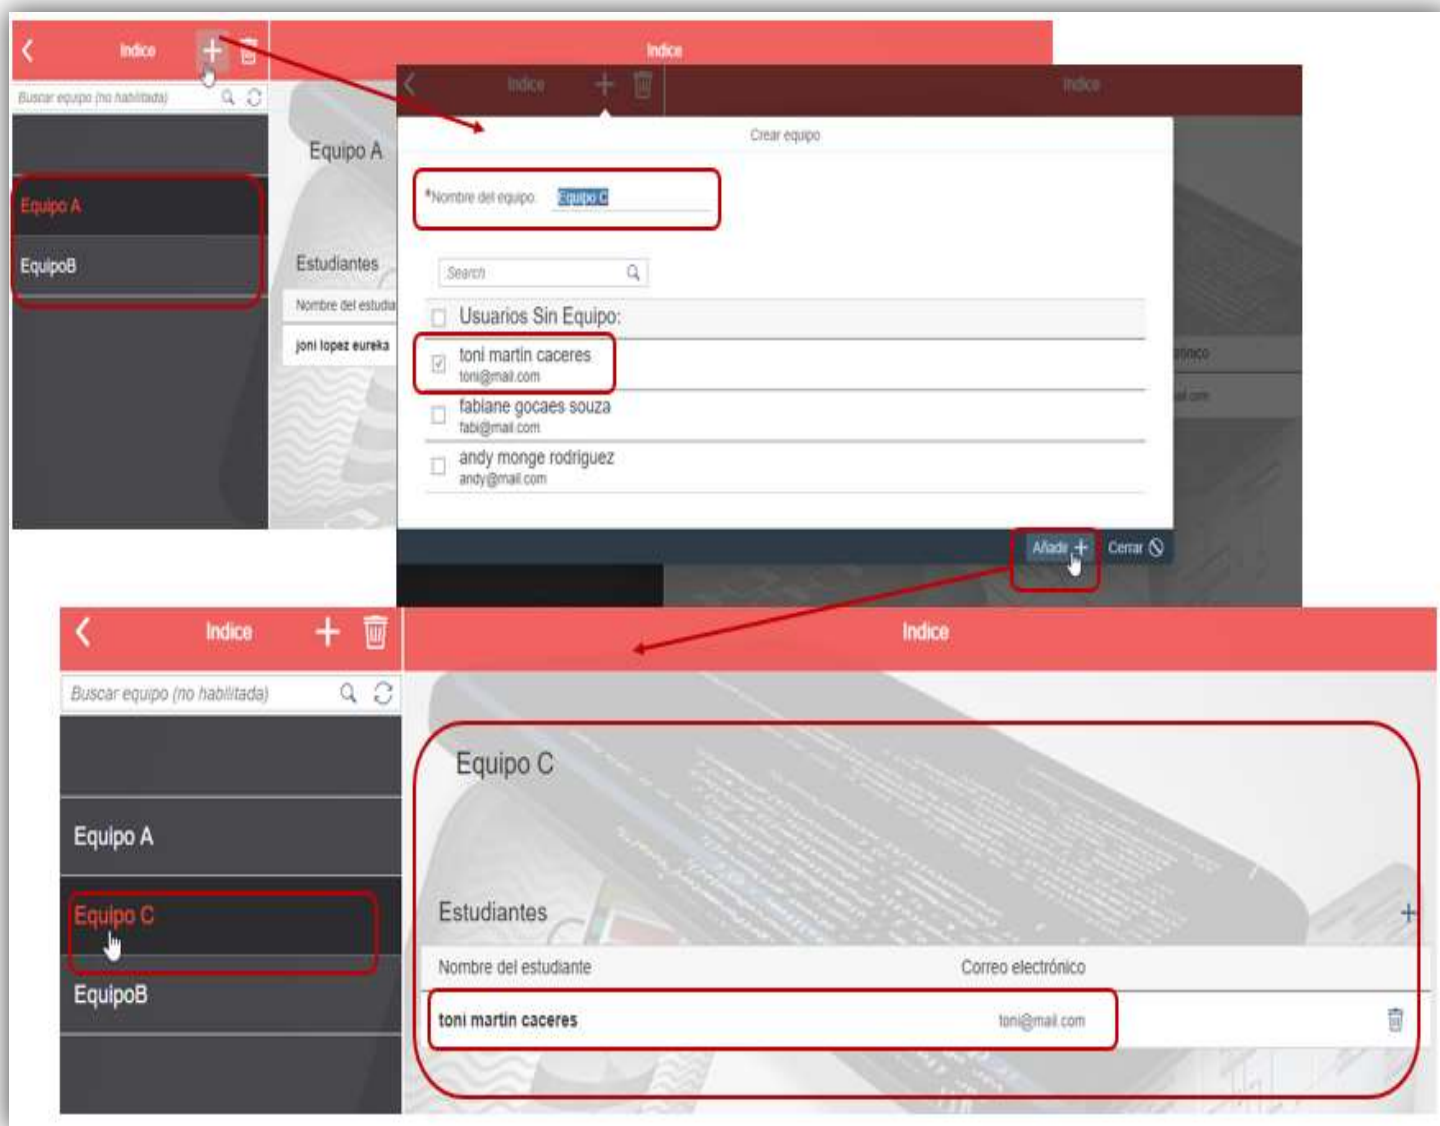 Indice
Indice
Buscar equipo (no habilitada)
Equipo A
EquipoB
Equipo A
Estudiantes
Nombre del estudia
joni lopez eureka
Indice
Indice
Crear equipo
*Nombre del equipo:
Equipo C
Search
Usuarios Sin Equipo:
toni martin caceres
toni@mail.com
fabiane gocaes souza
fabi@mail.com
andy monge rodriguez
andy@mail.com
Añadir
Cerrar
Indice
Indice
Buscar equipo (no habilitada)
Equipo A
Equipo C
EquipoB
Equipo C
Estudiantes
Nombre del estudiante
Correo electrónico
toni martin caceres
toni@mail.com